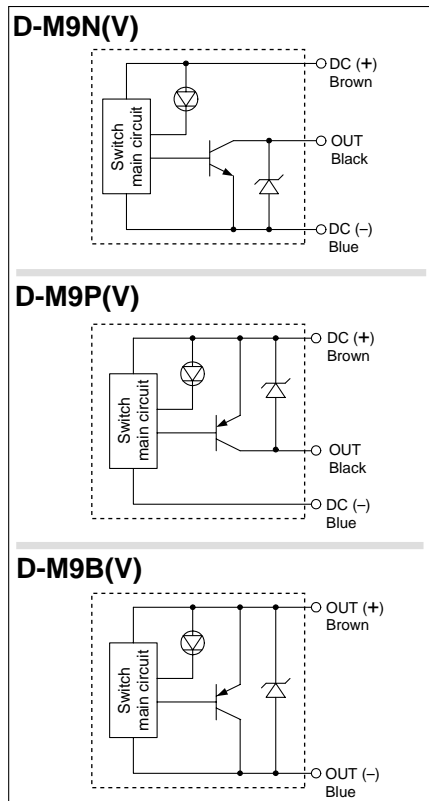 D-M9N(V)
DC (+)
Brown
Switch
main circuit
OUT
Black
DC (–)
Blue
D-M9P(V)
DC (+)
Brown
Switch
main circuit
OUT
Black
DC (–)
Blue
D-M9B(V)
OUT (+)
Brown
Switch
main circuit
OUT (–)
Blue